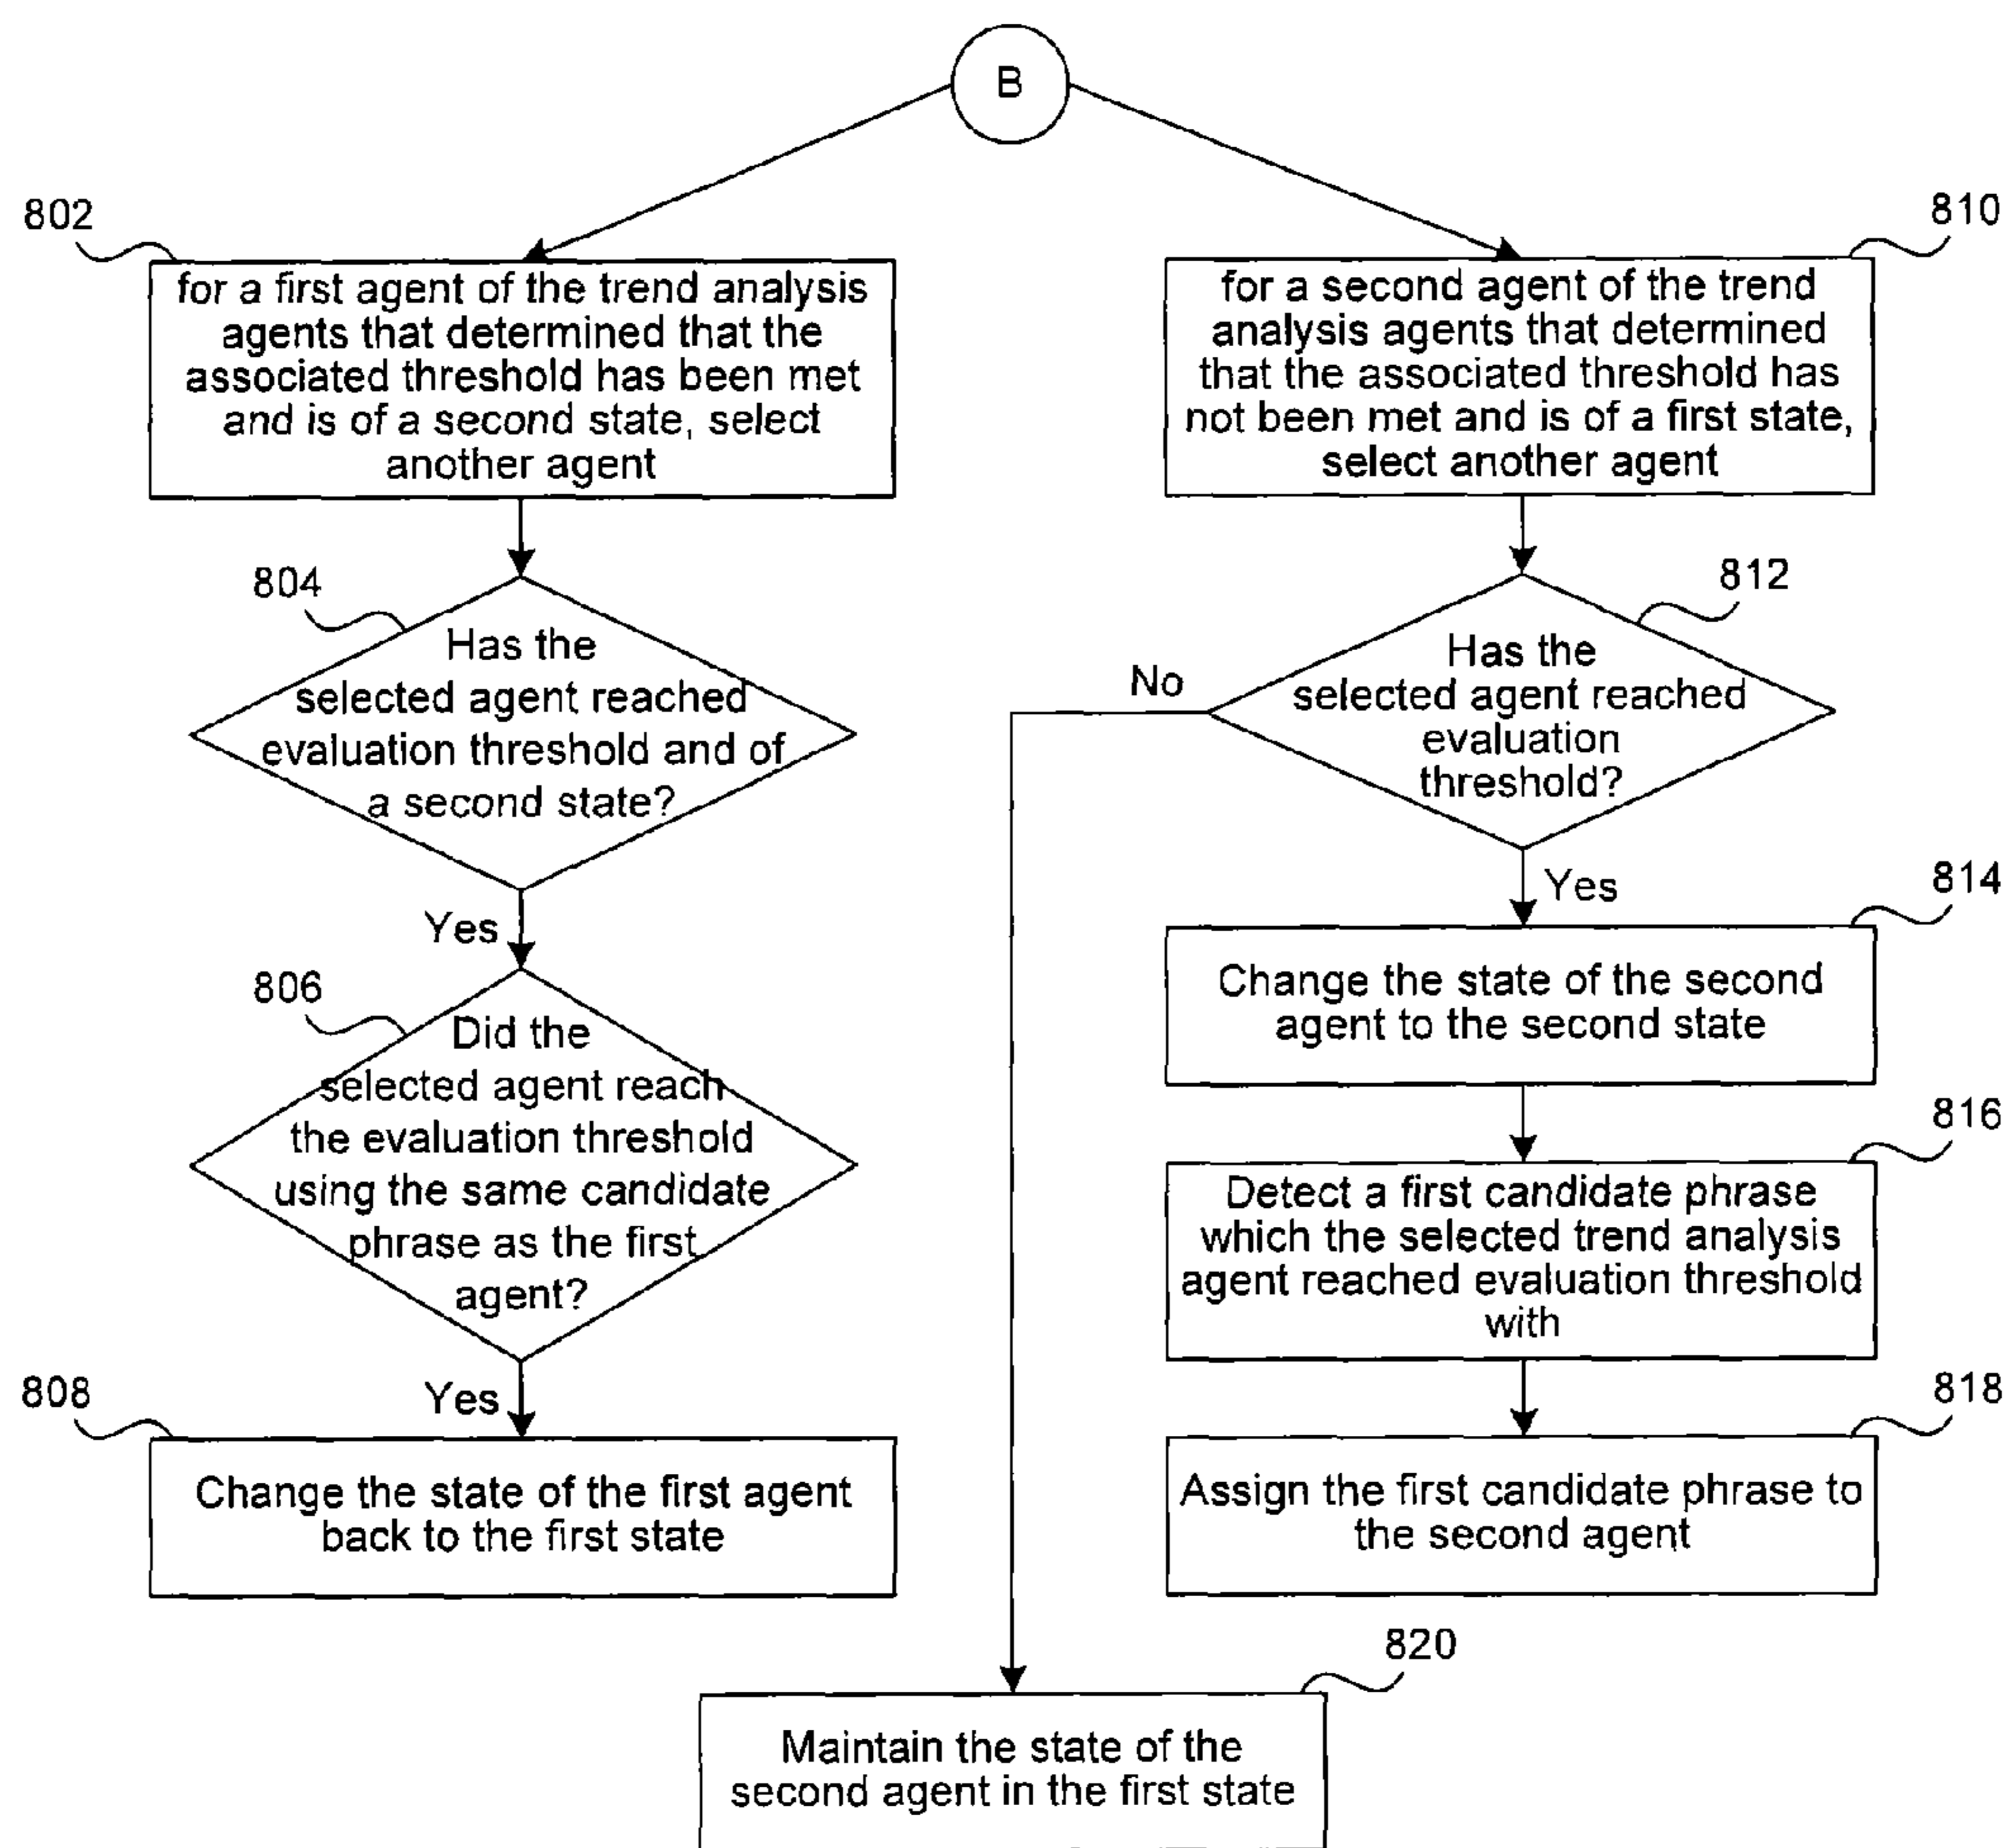 B
802
for a first agent of the trend analysis
agents that determined that the
associated threshold has been met
and is of a second state, select
another agent
804
Has the
selected agent reached
evaluation threshold and of
a second state?
Yes
806
Did the
selected agent reach
the evaluation threshold
using the same candidate
phrase as the first
agent?
Yes
808
Change the state of the first agent
back to the first state
810
for a second agent of the trend
analysis agents that determined
that the associated threshold has
not been met and is of a first state,
select another agent
812
Has the
selected agent reached
evaluation
threshold?
No
Yes
814
Change the state of the second
agent to the second state
816
Detect a first candidate phrase
which the selected trend analysis
agent reached evaluation threshold
with
818
Assign the first candidate phrase to
the second agent
820
Maintain the state of the
second agent in the first state